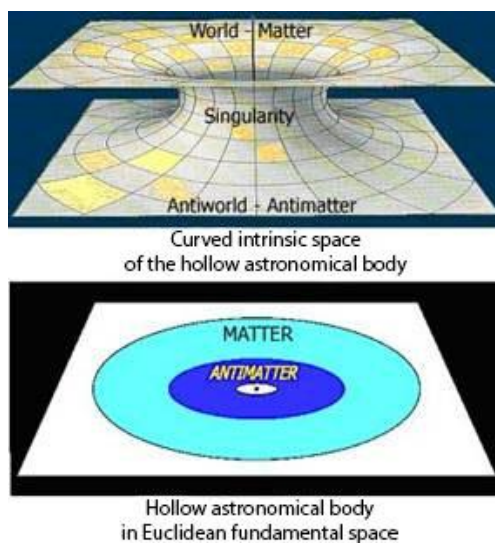 World - Matter
Singularity
Antiworld - Antimatter
Curved intrinsic space
of the hollow astronomical body
MATTER
ANTIMATTER
Hollow astronomical body
in Euclidean fundamental space